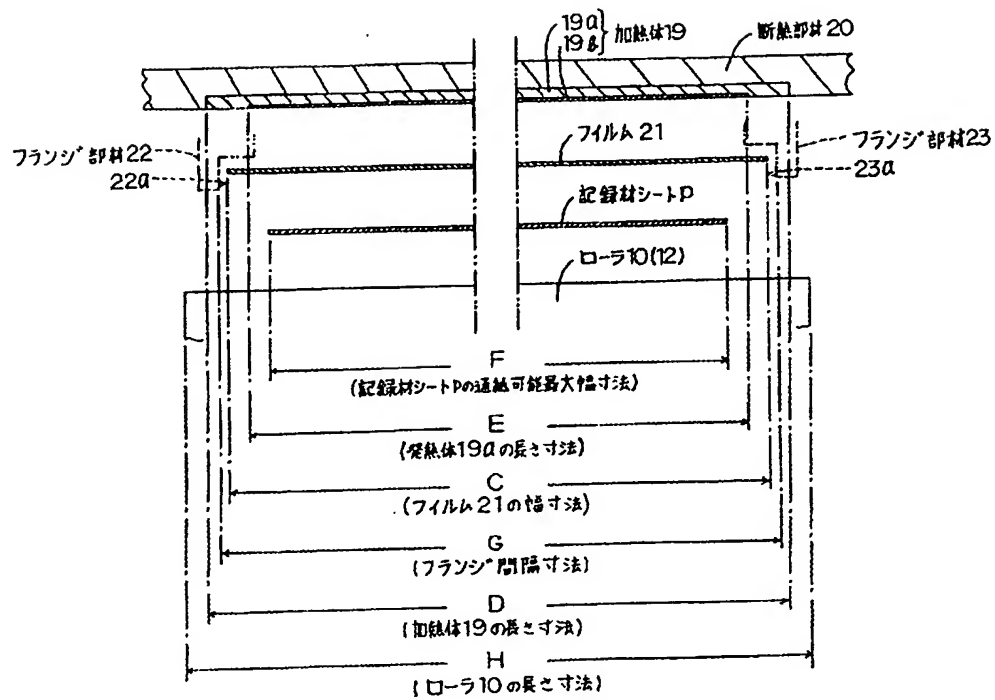 19a
19b } 加熱体19
断熱部材20
フランジ部材22
22a
フィルム21
フランジ部材23
23a
記録材シートP
ローラ10(12)
F
(記録材シートPの通紙可能最大幅寸法)
E
(発熱体19aの長さ寸法)
C
(フィルム21の幅寸法)
G
(フランジ間隔寸法)
D
(加熱体19の長さ寸法)
H
(ローラ10の長さ寸法)